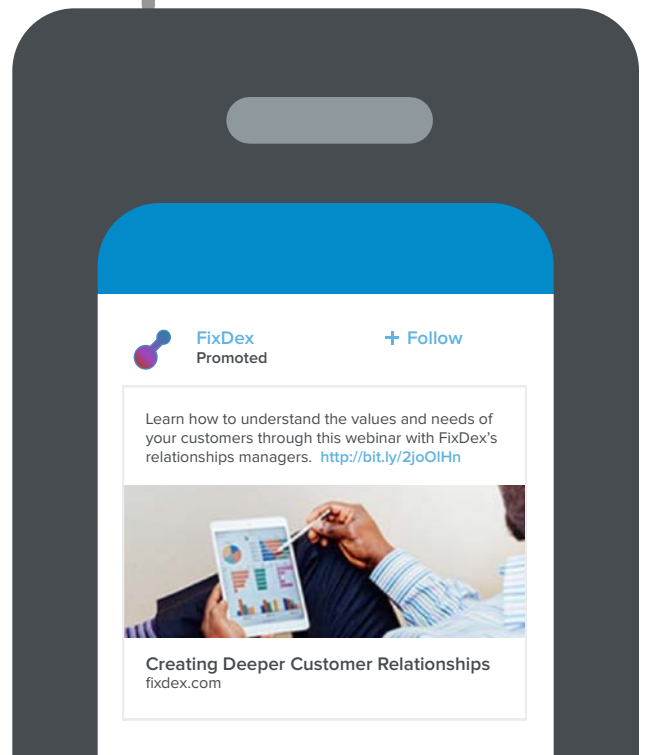 FixDex
+ Follow
Promoted
Learn how to understand the values and needs of
your customers through this webinar with FixDex’s
relationships managers. http://bit.ly/2joOlHn
Creating Deeper Customer Relationships
fixdex.com